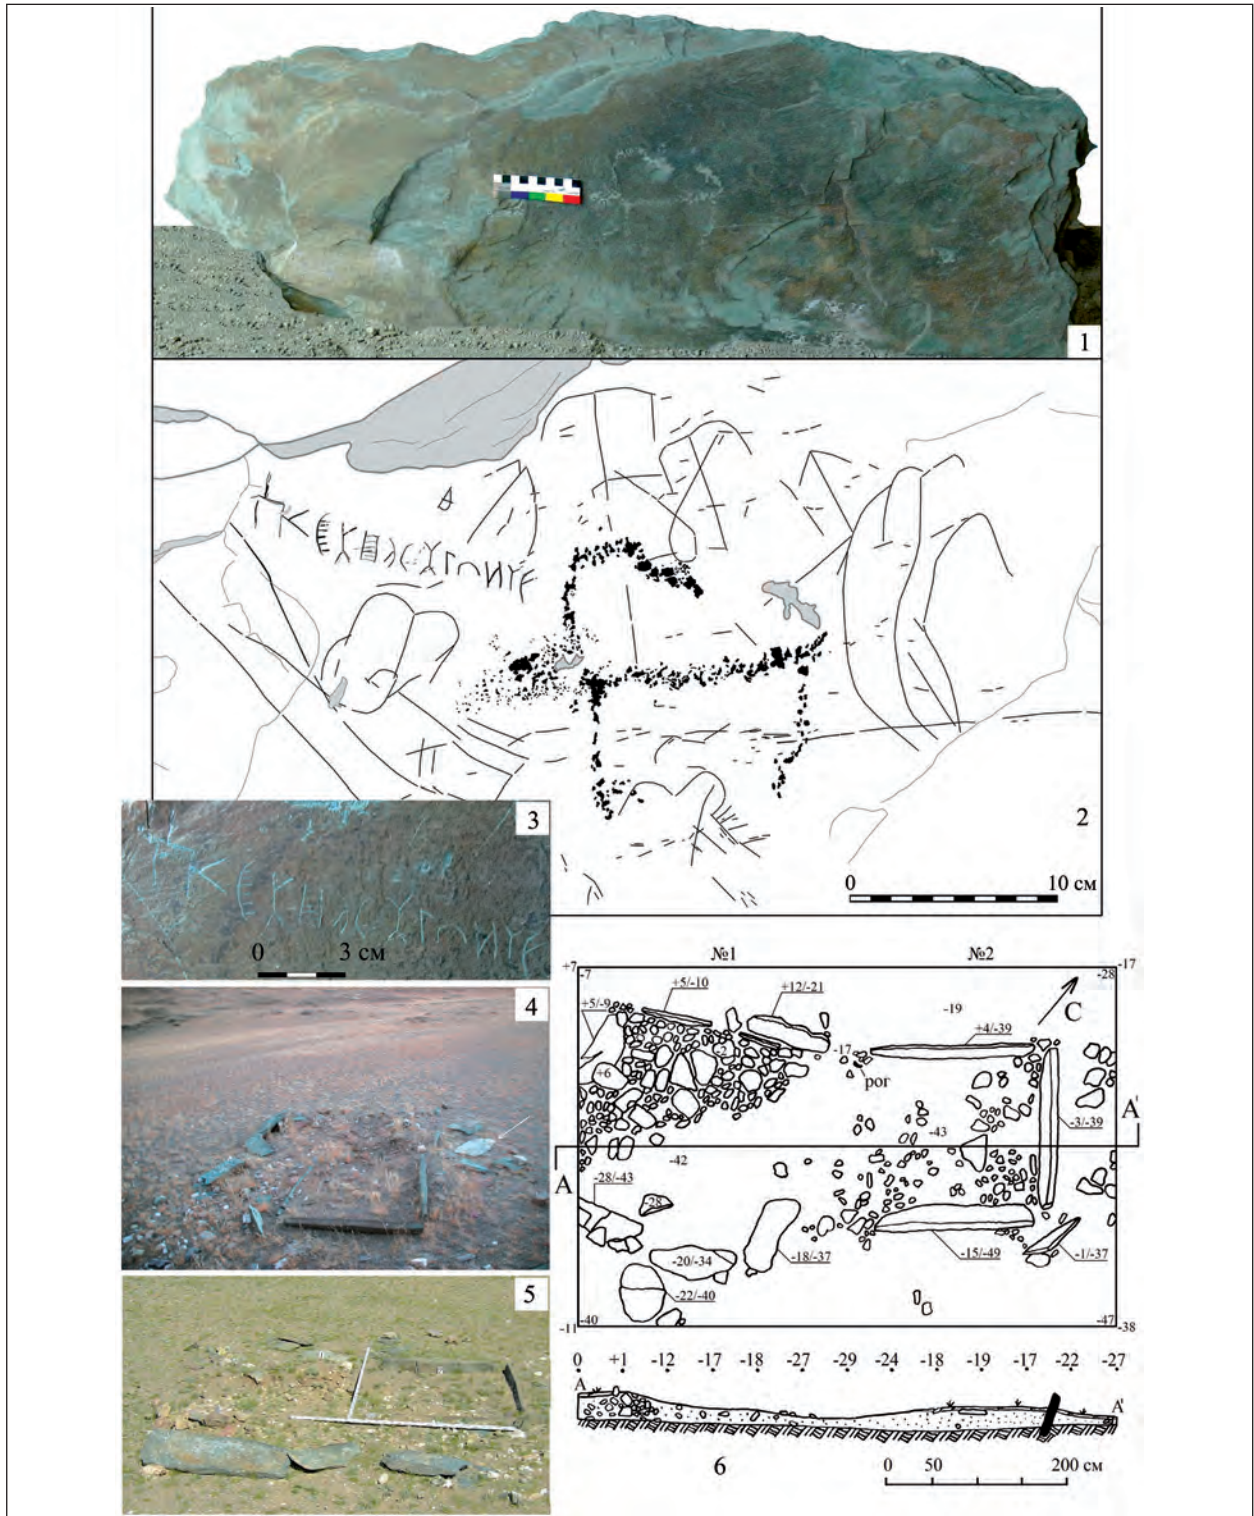 1
2
0 10 см
3
0 3 см
4
5
№1 №2
+7 -7 -28 -17
+5/-9 +5/-10 +12/-21 -19 +4/-39 С
+6 -2 -17 рог
-3/-39
А -42 -43 А'
-28/-43 -28
-20/-34 -18/-37 -15/-49 -1/-37
-22/-40
-11 -40 -47 -38
0 +1 -12 -17 -18 -27 -29 -24 -18 -19 -17 -22 -27
А А'
6
0 50 200 см